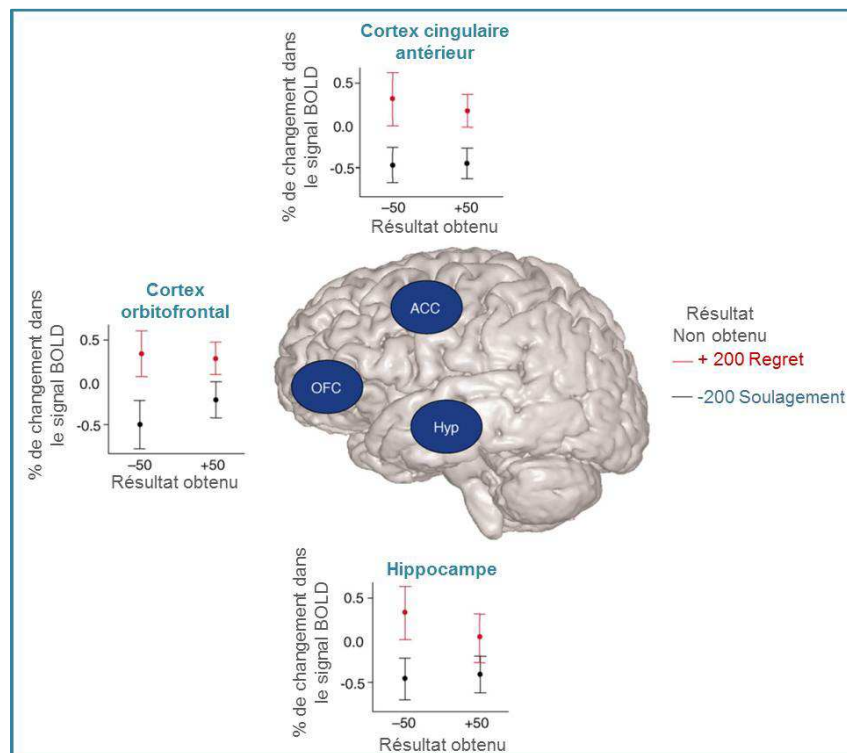 Cortex cingulaire
antérieur
% de changement dans
le signal BOLD
0.5
0.0
-0.5
–50
+50
Résultat obtenu
Cortex
orbitofrontal
% de changement dans
le signal BOLD
0.5
0.0
-0.5
–50
+50
Résultat obtenu
ACC
OFC
Hyp
Résultat
Non obtenu
+ 200 Regret
-200 Soulagement
Hippocampe
% de changement dans
le signal BOLD
0.5
0.0
-0.5
–50
+50
Résultat obtenu